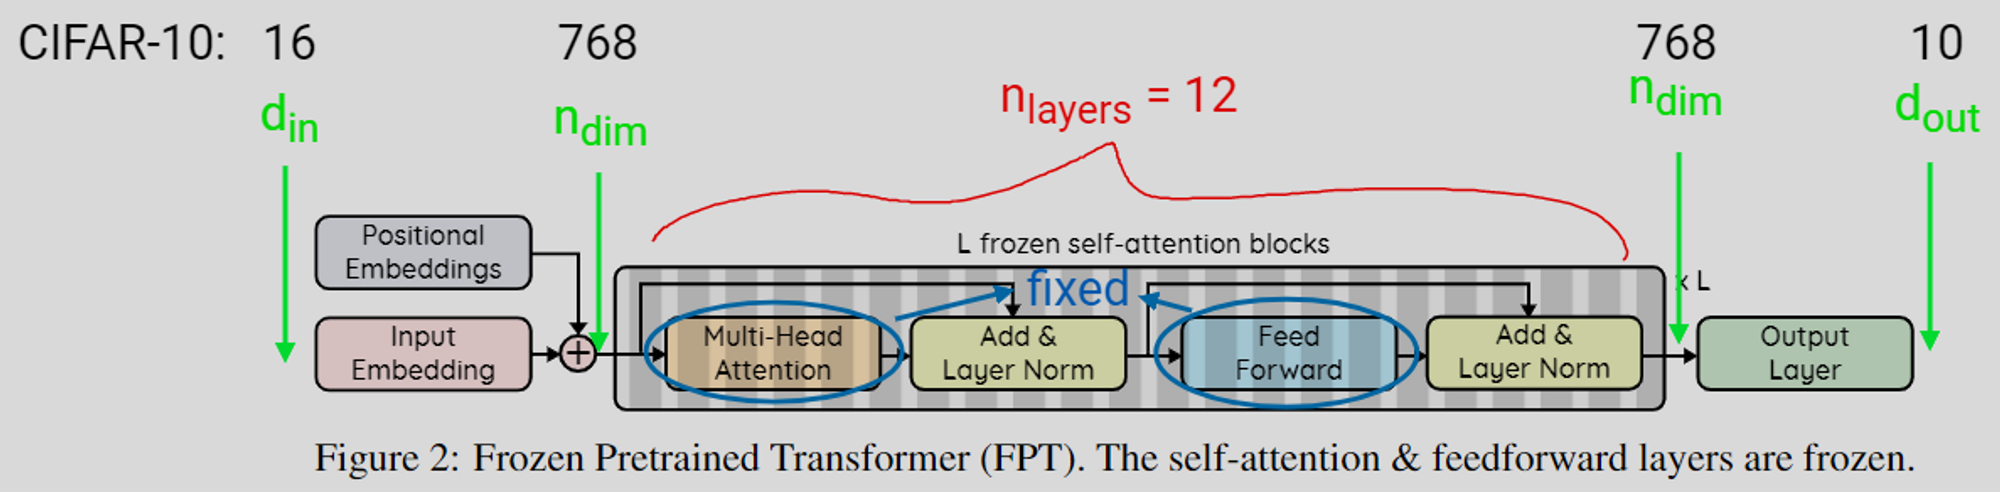 CIFAR-10: 16 768 768 10
d_in n_dim n_layers = 12 n_dim d_out
Positional
Embeddings
Input
Embedding
+
L frozen self-attention blocks
x L
fixed
Multi-Head
Attention
Add &
Layer Norm
Feed
Forward
Add &
Layer Norm
Output
Layer
Figure 2: Frozen Pretrained Transformer (FPT). The self-attention & feedforward layers are frozen.